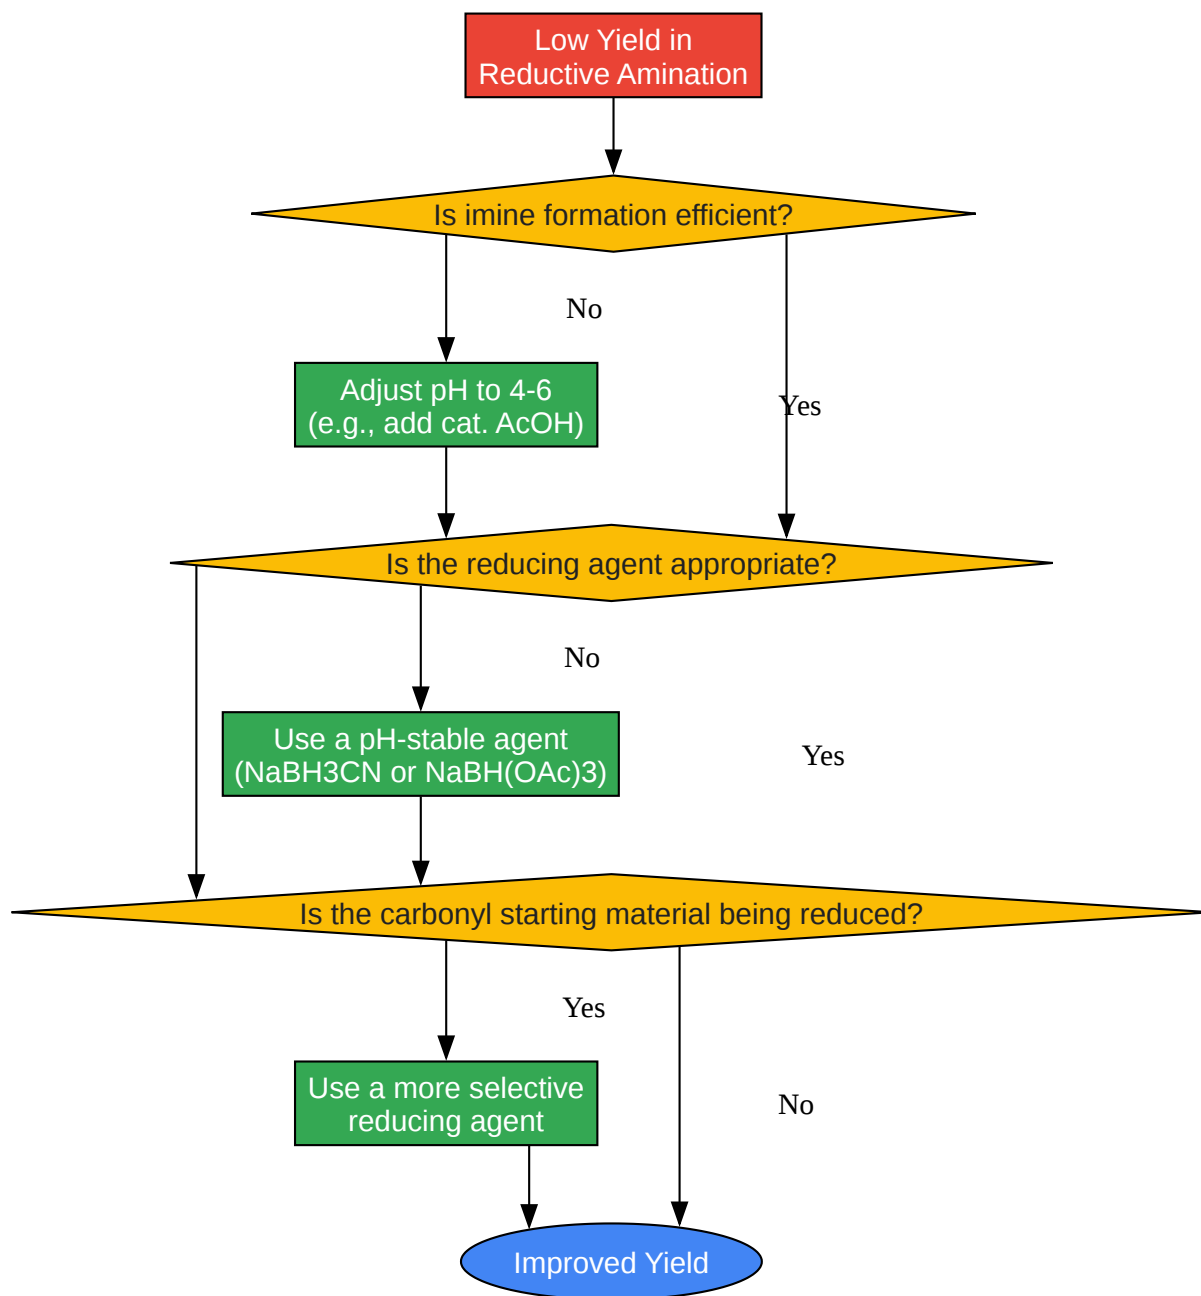 Low Yield in
Reductive Amination
Is imine formation efficient?
No
Adjust pH to 4-6
(e.g., add cat. AcOH)
Yes
Is the reducing agent appropriate?
No
Use a pH-stable agent
(NaBH3CN or NaBH(OAc)3)
Yes
Is the carbonyl starting material being reduced?
Yes
Use a more selective
reducing agent
No
Improved Yield